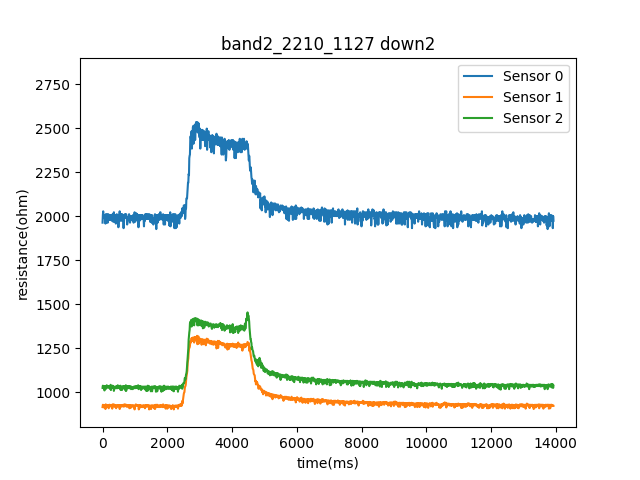 band2_2210_1127 down2
Sensor 0
Sensor 1
Sensor 2
resistance(ohm)
2750
2500
2250
2000
1750
1500
1250
1000
0 2000 4000 6000 8000 10000 12000 14000
time(ms)